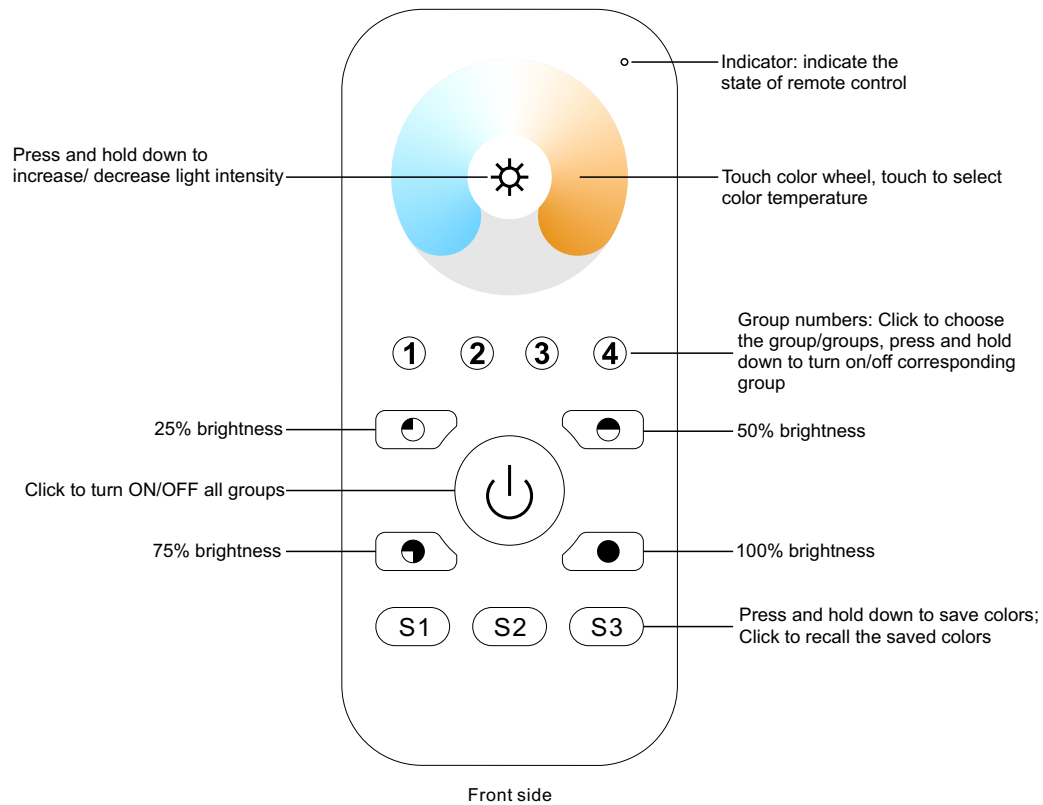 Indicator: indicate the
state of remote control
Press and hold down to
increase/ decrease light intensity
Touch color wheel, touch to select
color temperature
Group numbers: Click to choose
the group/groups, press and hold
down to turn on/off corresponding
group
1 2 3 4
25% brightness
50% brightness
Click to turn ON/OFF all groups
75% brightness
100% brightness
S1 S2 S3
Press and hold down to save colors;
Click to recall the saved colors
Front side